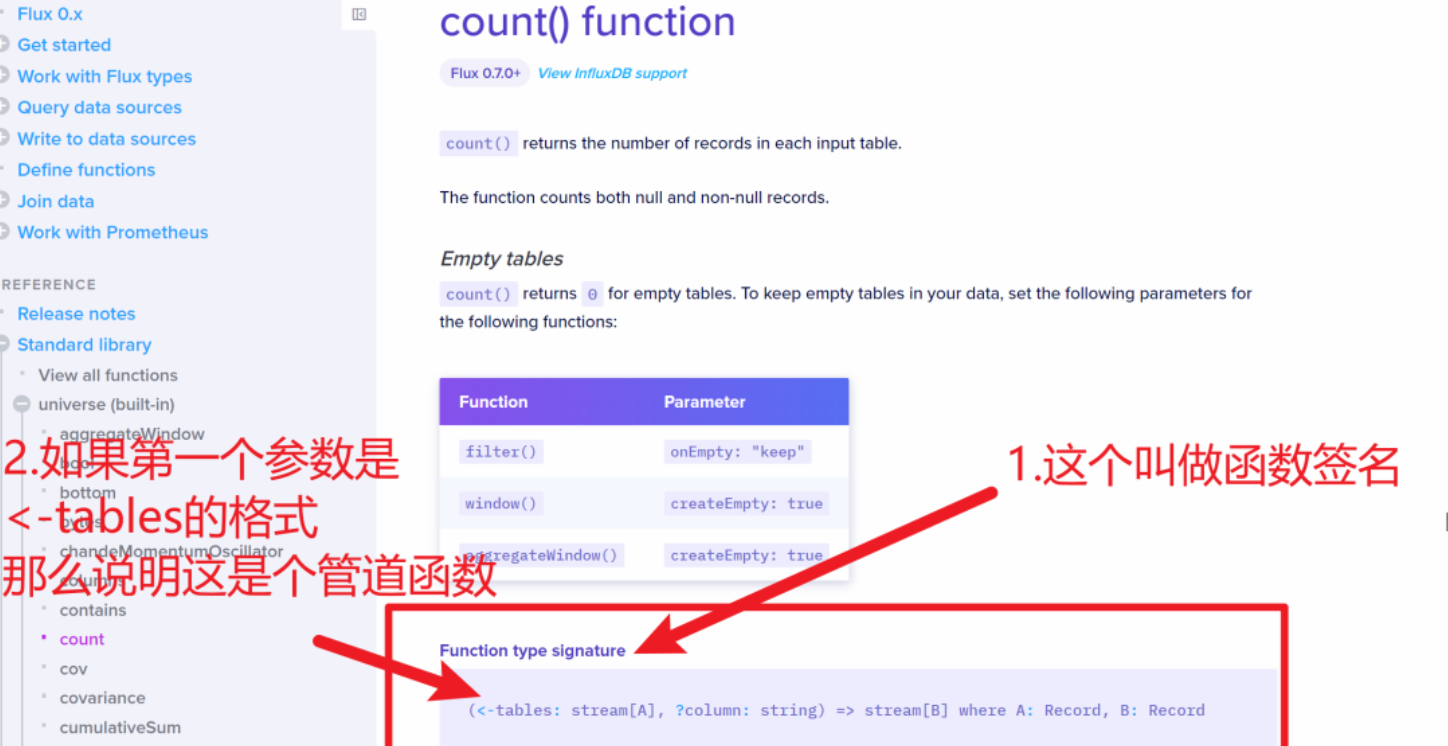 Flux 0.x
Get started
Work with Flux types
Query data sources
Write to data sources
Define functions
Join data
Work with Prometheus
REFERENCE
Release notes
Standard library
View all functions
universe (built-in)
aggregateWindow
bool
bottom
bytes
chandeMomentumOscillator
columns
contains
count
cov
covariance
cumulativeSum
2.如果第一个参数是
<-tables的格式
那么说明这是个管道函数
count() function
Flux 0.7.0+ View InfluxDB support
count() returns the number of records in each input table.
The function counts both null and non-null records.
Empty tables
count() returns 0 for empty tables. To keep empty tables in your data, set the following parameters for
the following functions:
Function Parameter
filter() onEmpty: "keep"
window() createEmpty: true
aggregateWindow() createEmpty: true
1.这个叫做函数签名
Function type signature
(<-tables: stream[A], ?column: string) => stream[B] where A: Record, B: Record